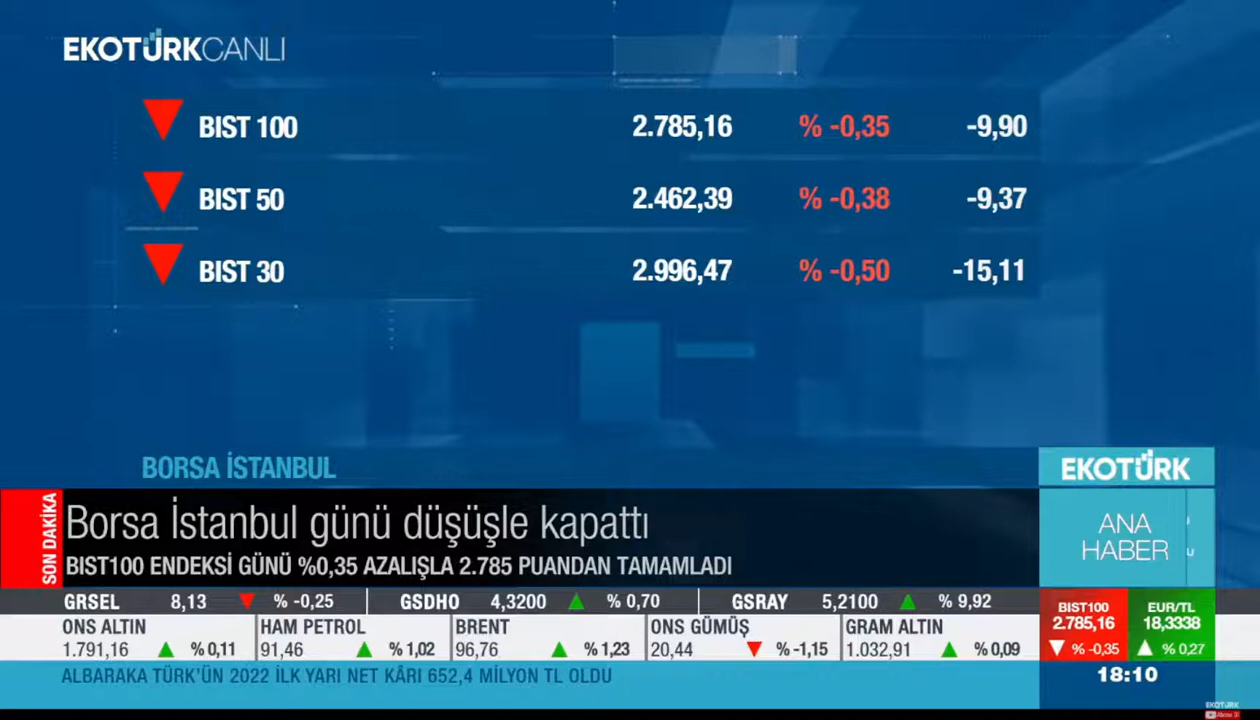 EKOTÜRKCANLI
BIST 100 2.785,16 % -0,35 -9,90
BIST 50 2.462,39 % -0,38 -9,37
BIST 30 2.996,47 % -0,50 -15,11
BORSA İSTANBUL
EKOTÜRK
SON DAKİKA
Borsa İstanbul günü düşüşle kapattı
BIST100 ENDEKSİ GÜNÜ %0,35 AZALIŞLA 2.785 PUANDAN TAMAMLADI
ANA
HABER
GRSEL 8,13 % -0,25 GSDHO 4,3200 % 0,70 GSRAY 5,2100 % 9,92
ONS ALTIN HAM PETROL BRENT ONS GÜMÜŞ GRAM ALTIN
1.791,16 % 0,11 91,46 % 1,02 96,76 % 1,23 20,44 % -1,15 1.032,91 % 0,09
BIST100 EUR/TL
2.785,16 18,3338
% -0,35 % 0,27
ALBARAKA TÜRK'ÜN 2022 İLK YARI NET KÂRI 652,4 MİLYON TL OLDU
18:10
EKOTÜRK